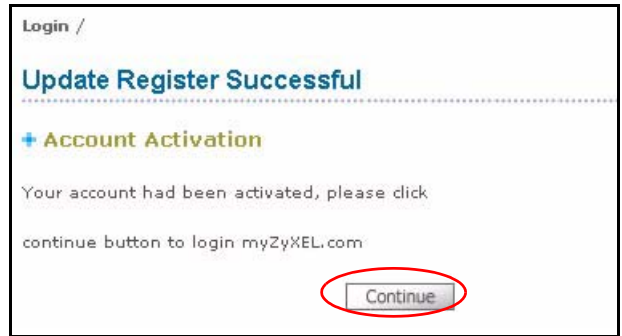 Login /
Update Register Successful
+ Account Activation
Your account had been activated, please click
continue button to login myZyXEL.com
Continue